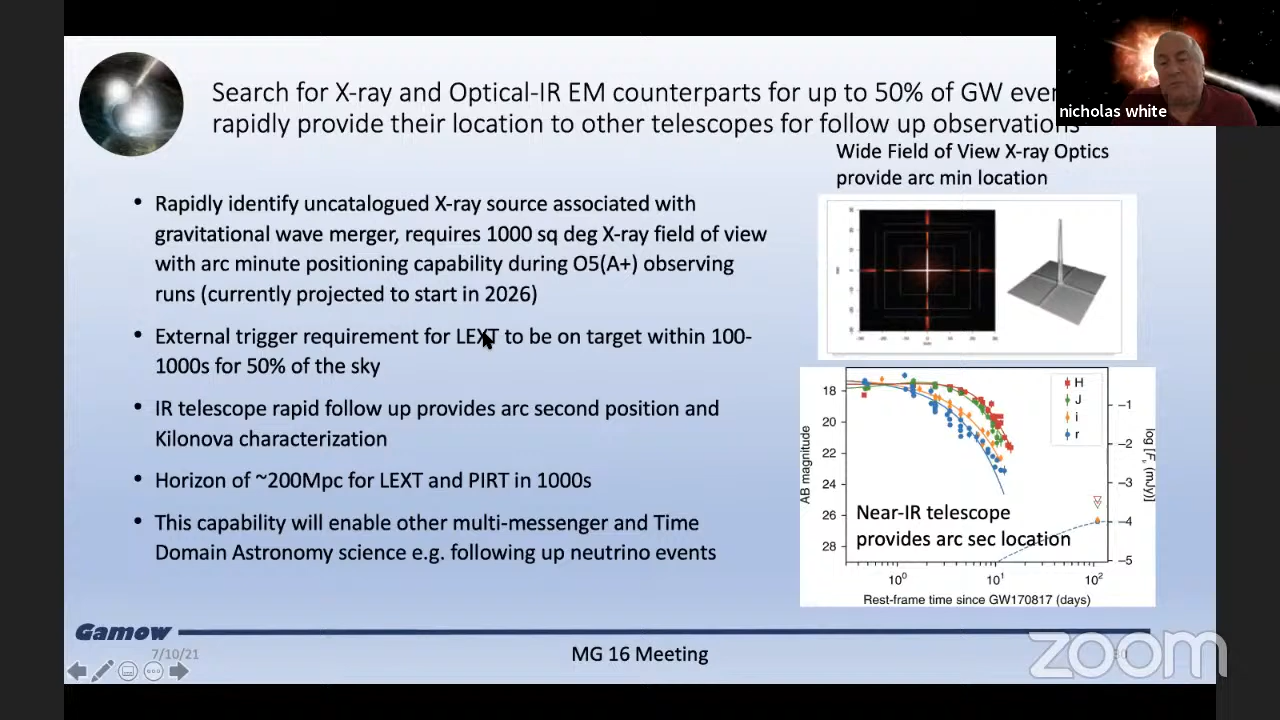 Search for X-ray and Optical-IR EM counterparts for up to 50% of GW even
rapidly provide their location to other telescopes for follow up observations
nicholas white
Wide Field of View X-ray Optics
provide arc min location
• Rapidly identify uncatalogued X-ray source associated with
gravitational wave merger, requires 1000 sq deg X-ray field of view
with arc minute positioning capability during O5(A+) observing
runs (currently projected to start in 2026)
• External trigger requirement for LEXT to be on target within 100-
1000s for 50% of the sky
• IR telescope rapid follow up provides arc second position and
Kilonova characterization
• Horizon of ~200Mpc for LEXT and PIRT in 1000s
• This capability will enable other multi-messenger and Time
Domain Astronomy science e.g. following up neutrino events
H
J
i
r
18
20
22
24
26
28
AB magnitude
−1
−2
−3
−4
−5
log [Fν (mJy)]
Near-IR telescope
provides arc sec location
10⁰ 10¹ 10²
Rest-frame time since GW170817 (days)
Gamow
7/10/21
MG 16 Meeting
zoom